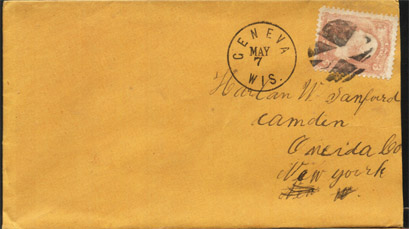 GENEVA
MAY
7
WIS.
Harlan W. Sanford
Camden
Oneida Co
New York